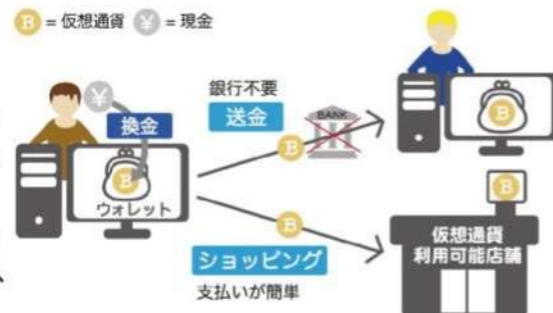 B = 仮想通貨 ¥ = 現金
¥
換金
B
ウォレット
銀行不要
送金
B
BANK
B
B
ショッピング
支払いが簡単
B
仮想通貨
利用可能店舗
、